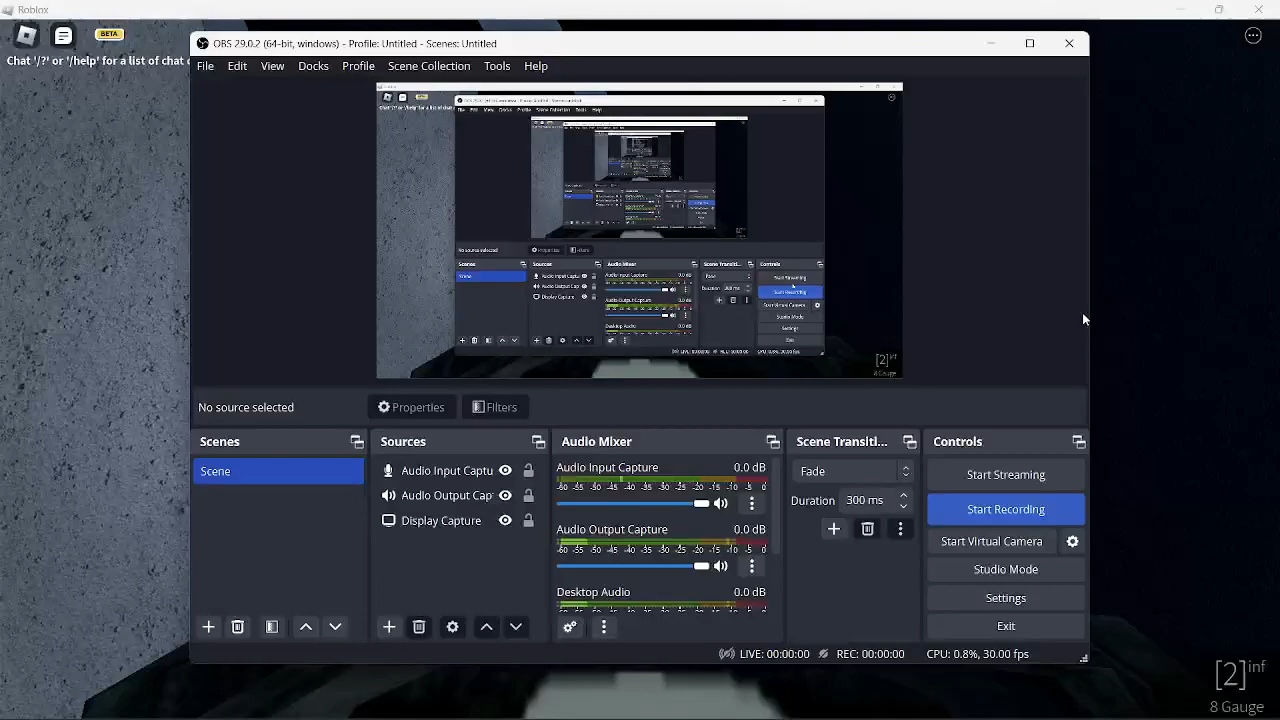 Roblox
BETA
Chat '/?' or '/help' for a list of chat c
OBS 29.0.2 (64-bit, windows) - Profile: Untitled - Scenes: Untitled
File Edit View Docks Profile Scene Collection Tools Help
No source selected
Properties
Filters
Scenes
Scene
Sources
Audio Input Captu
Audio Output Cap
Display Capture
Audio Mixer
Audio Input Capture 0.0 dB
-60 -55 -50 -45 -40 -35 -30 -25 -20 -15 -10 -5 0
Audio Output Capture 0.0 dB
-60 -55 -50 -45 -40 -35 -30 -25 -20 -15 -10 -5 0
Desktop Audio 0.0 dB
Scene Transiti...
Fade
Duration 300 ms
Controls
Start Streaming
Start Recording
Start Virtual Camera
Studio Mode
Settings
Exit
LIVE: 00:00:00 REC: 00:00:00 CPU: 0.8%, 30.00 fps
[2]inf
8 Gauge